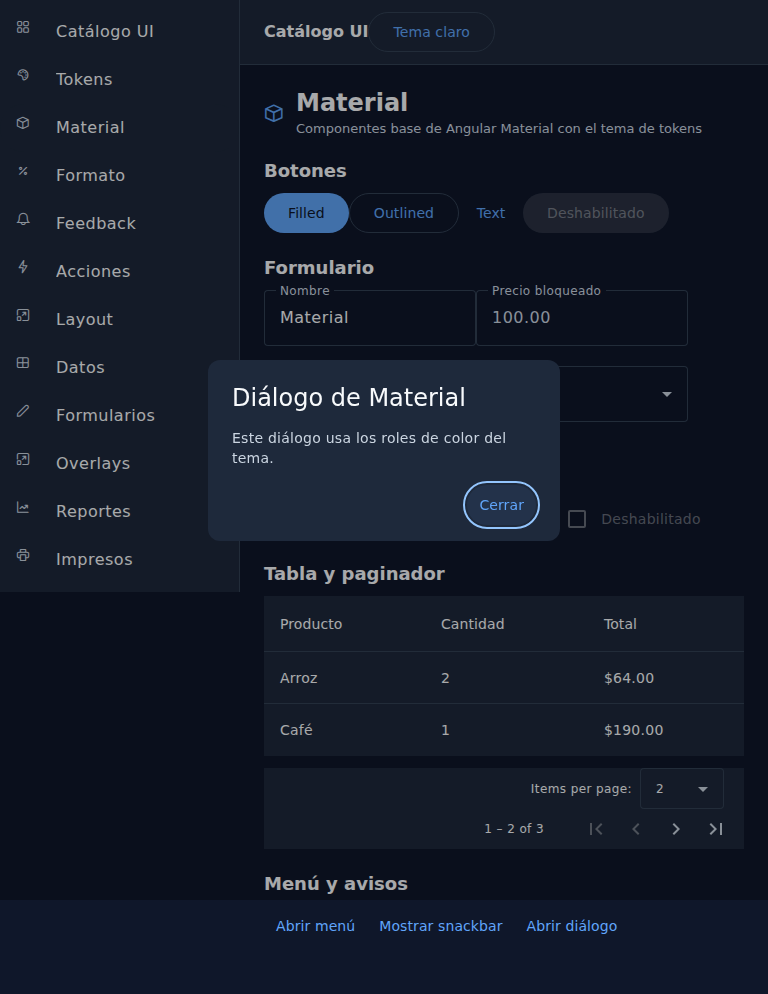 Catálogo UI
Tokens
Material
Formato
Feedback
Acciones
Layout
Datos
Formularios
Overlays
Reportes
Impresos
Catálogo UI
Tema claro
Material
Componentes base de Angular Material con el tema de tokens
Botones
Filled Outlined Text Deshabilitado
Formulario
Nombre Precio bloqueado
Material 100.00
Diálogo de Material
Este diálogo usa los roles de color del
tema.
Cerrar
Deshabilitado
Tabla y paginador
Producto Cantidad Total
Arroz 2 $64.00
Café 1 $190.00
Items per page: 2
1 – 2 of 3
Menú y avisos
Abrir menú Mostrar snackbar Abrir diálogo